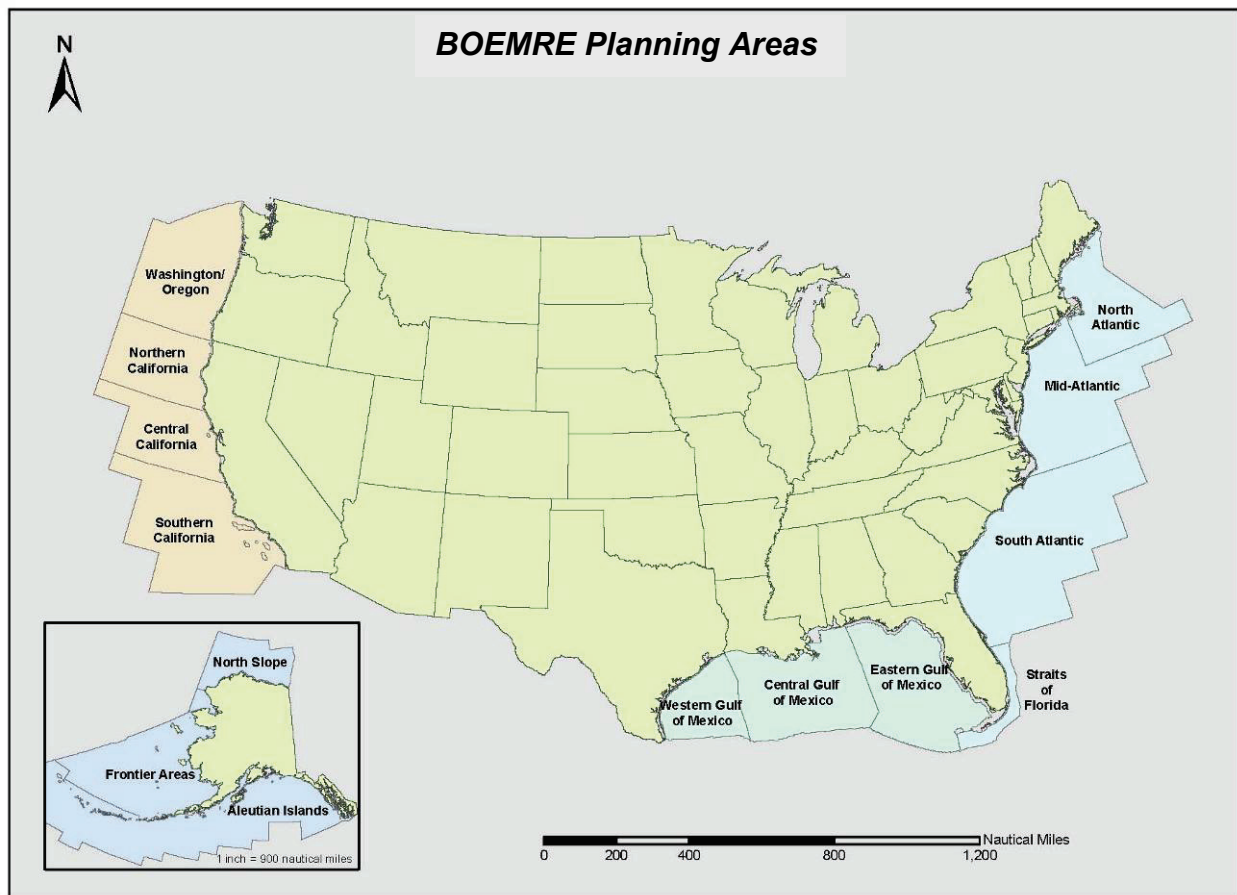 BOEMRE Planning Areas
N
Washington/
Oregon
Northern
California
Central
California
Southern
California
North
Atlantic
Mid-Atlantic
South Atlantic
Straits
of
Florida
Eastern Gulf
of Mexico
Central Gulf
of Mexico
Western Gulf
of Mexico
North Slope
Frontier Areas
Aleutian Islands
1 inch = 900 nautical miles
Nautical Miles
0 200 400 800 1,200